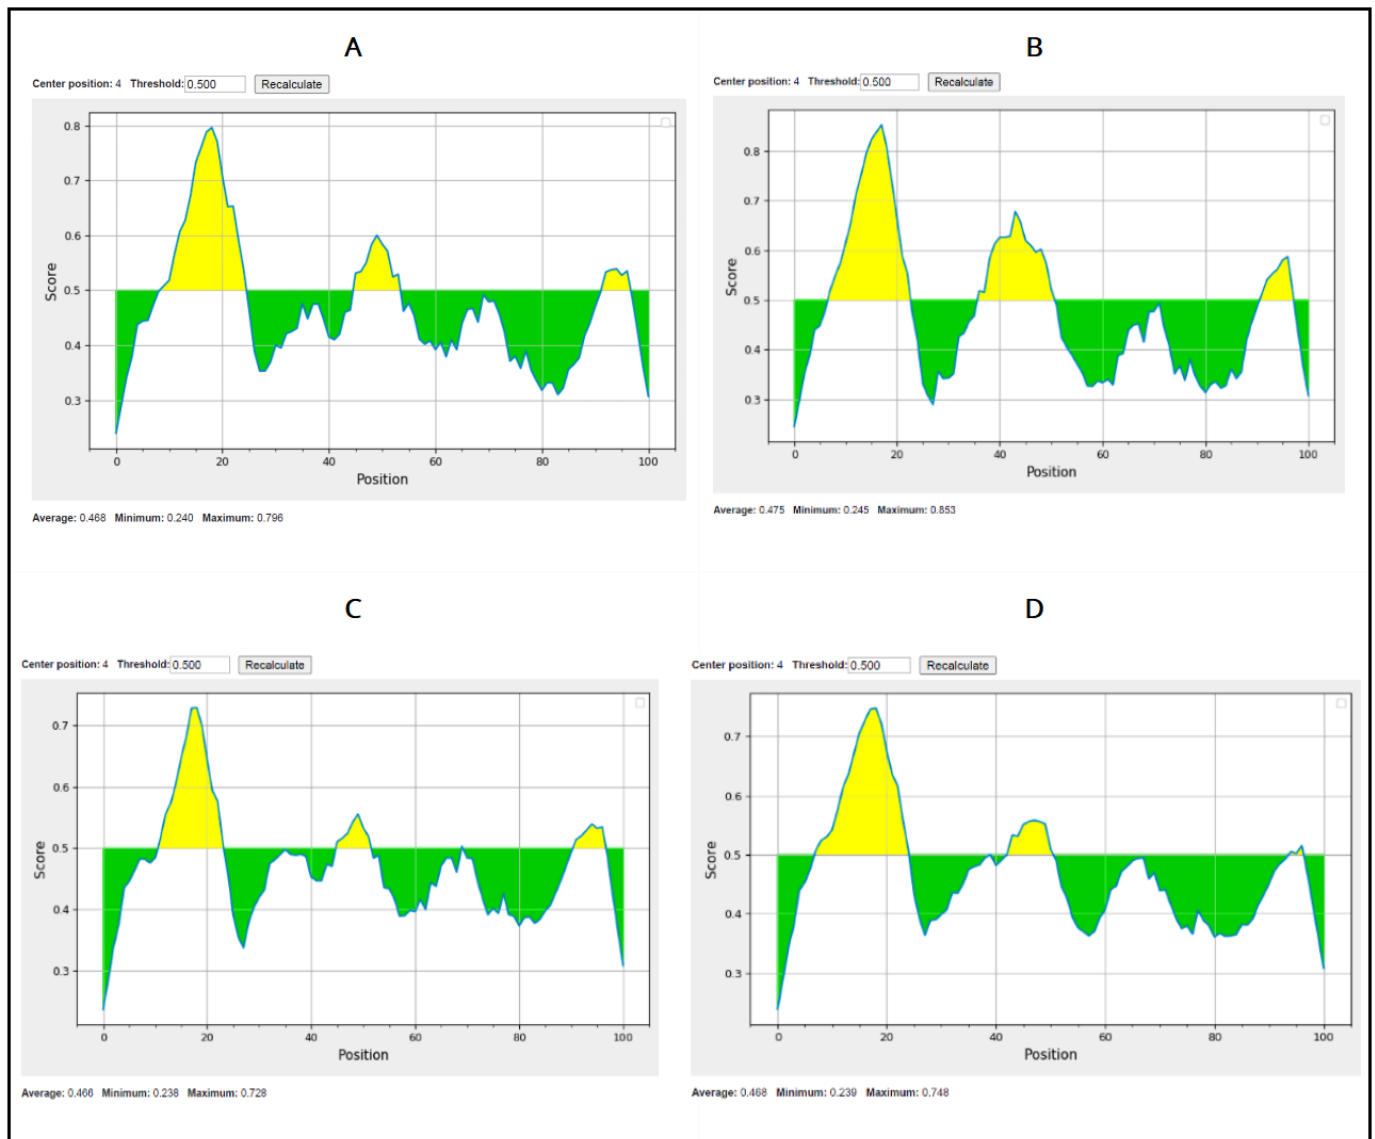 A
Center position: 4 Threshold: 0.500 Recalculate
0.8
0.7
0.6
0.5
0.4
0.3
Score
0 20 40 60 80 100
Position
Average: 0.468 Minimum: 0.240 Maximum: 0.796
B
Center position: 4 Threshold: 0.500 Recalculate
0.8
0.7
0.6
0.5
0.4
0.3
Score
0 20 40 60 80 100
Position
Average: 0.475 Minimum: 0.245 Maximum: 0.853
C
Center position: 4 Threshold: 0.500 Recalculate
0.7
0.6
0.5
0.4
0.3
Score
0 20 40 60 80 100
Position
Average: 0.466 Minimum: 0.238 Maximum: 0.728
D
Center position: 4 Threshold: 0.500 Recalculate
0.7
0.6
0.5
0.4
0.3
Score
0 20 40 60 80 100
Position
Average: 0.468 Minimum: 0.239 Maximum: 0.748